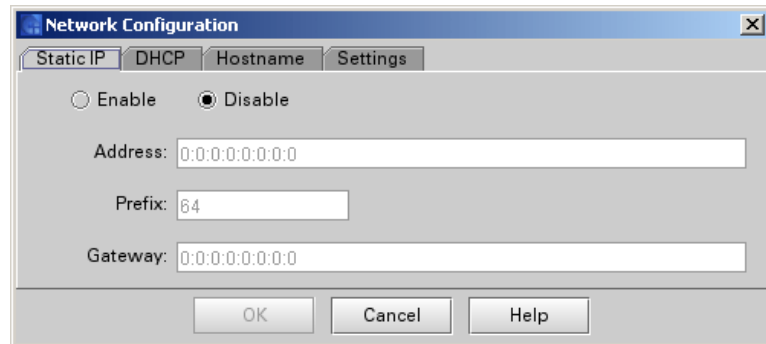 Network Configuration
Static IP DHCP Hostname Settings
Enable Disable
Address: 0:0:0:0:0:0:0:0
Prefix: 64
Gateway: 0:0:0:0:0:0:0:0
OK Cancel Help